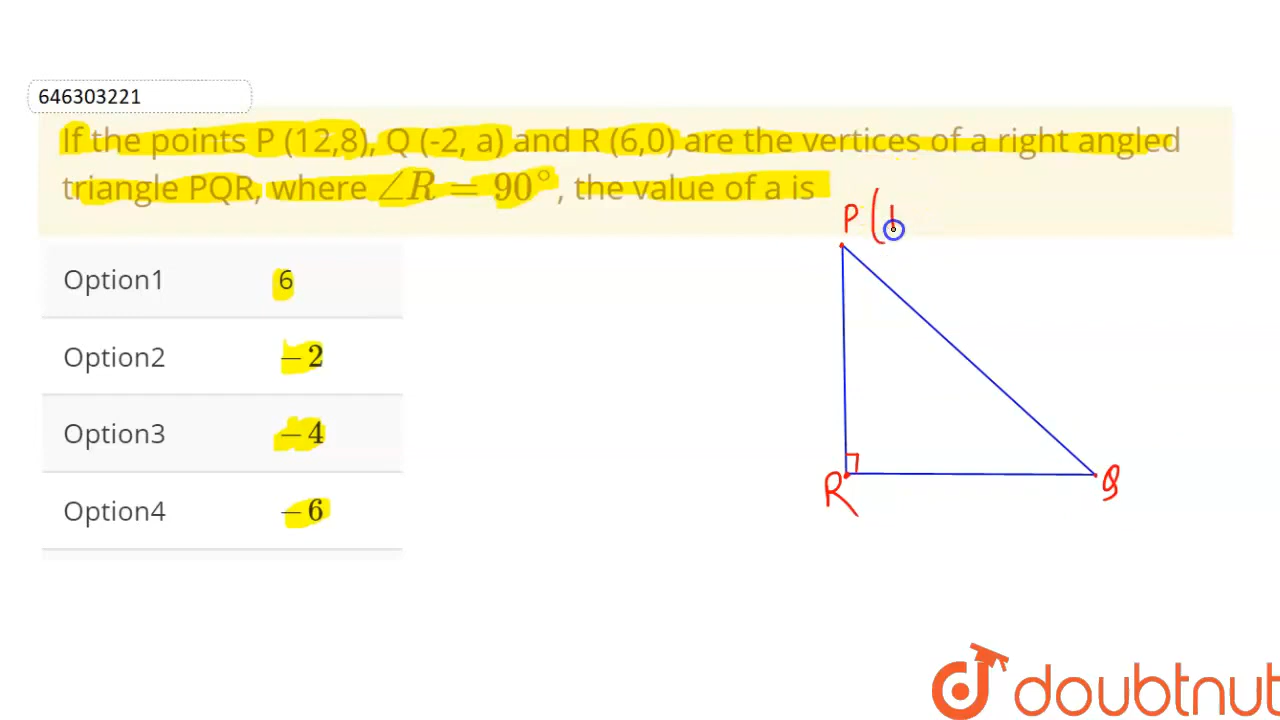 646303221
If the points P (12,8), Q (-2, a) and R (6,0) are the vertices of a right angled
triangle PQR, where ∠R = 90°, the value of a is
P (1
Option1 6
Option2 −2
Option3 −4
Option4 −6
R Q
doubtnut